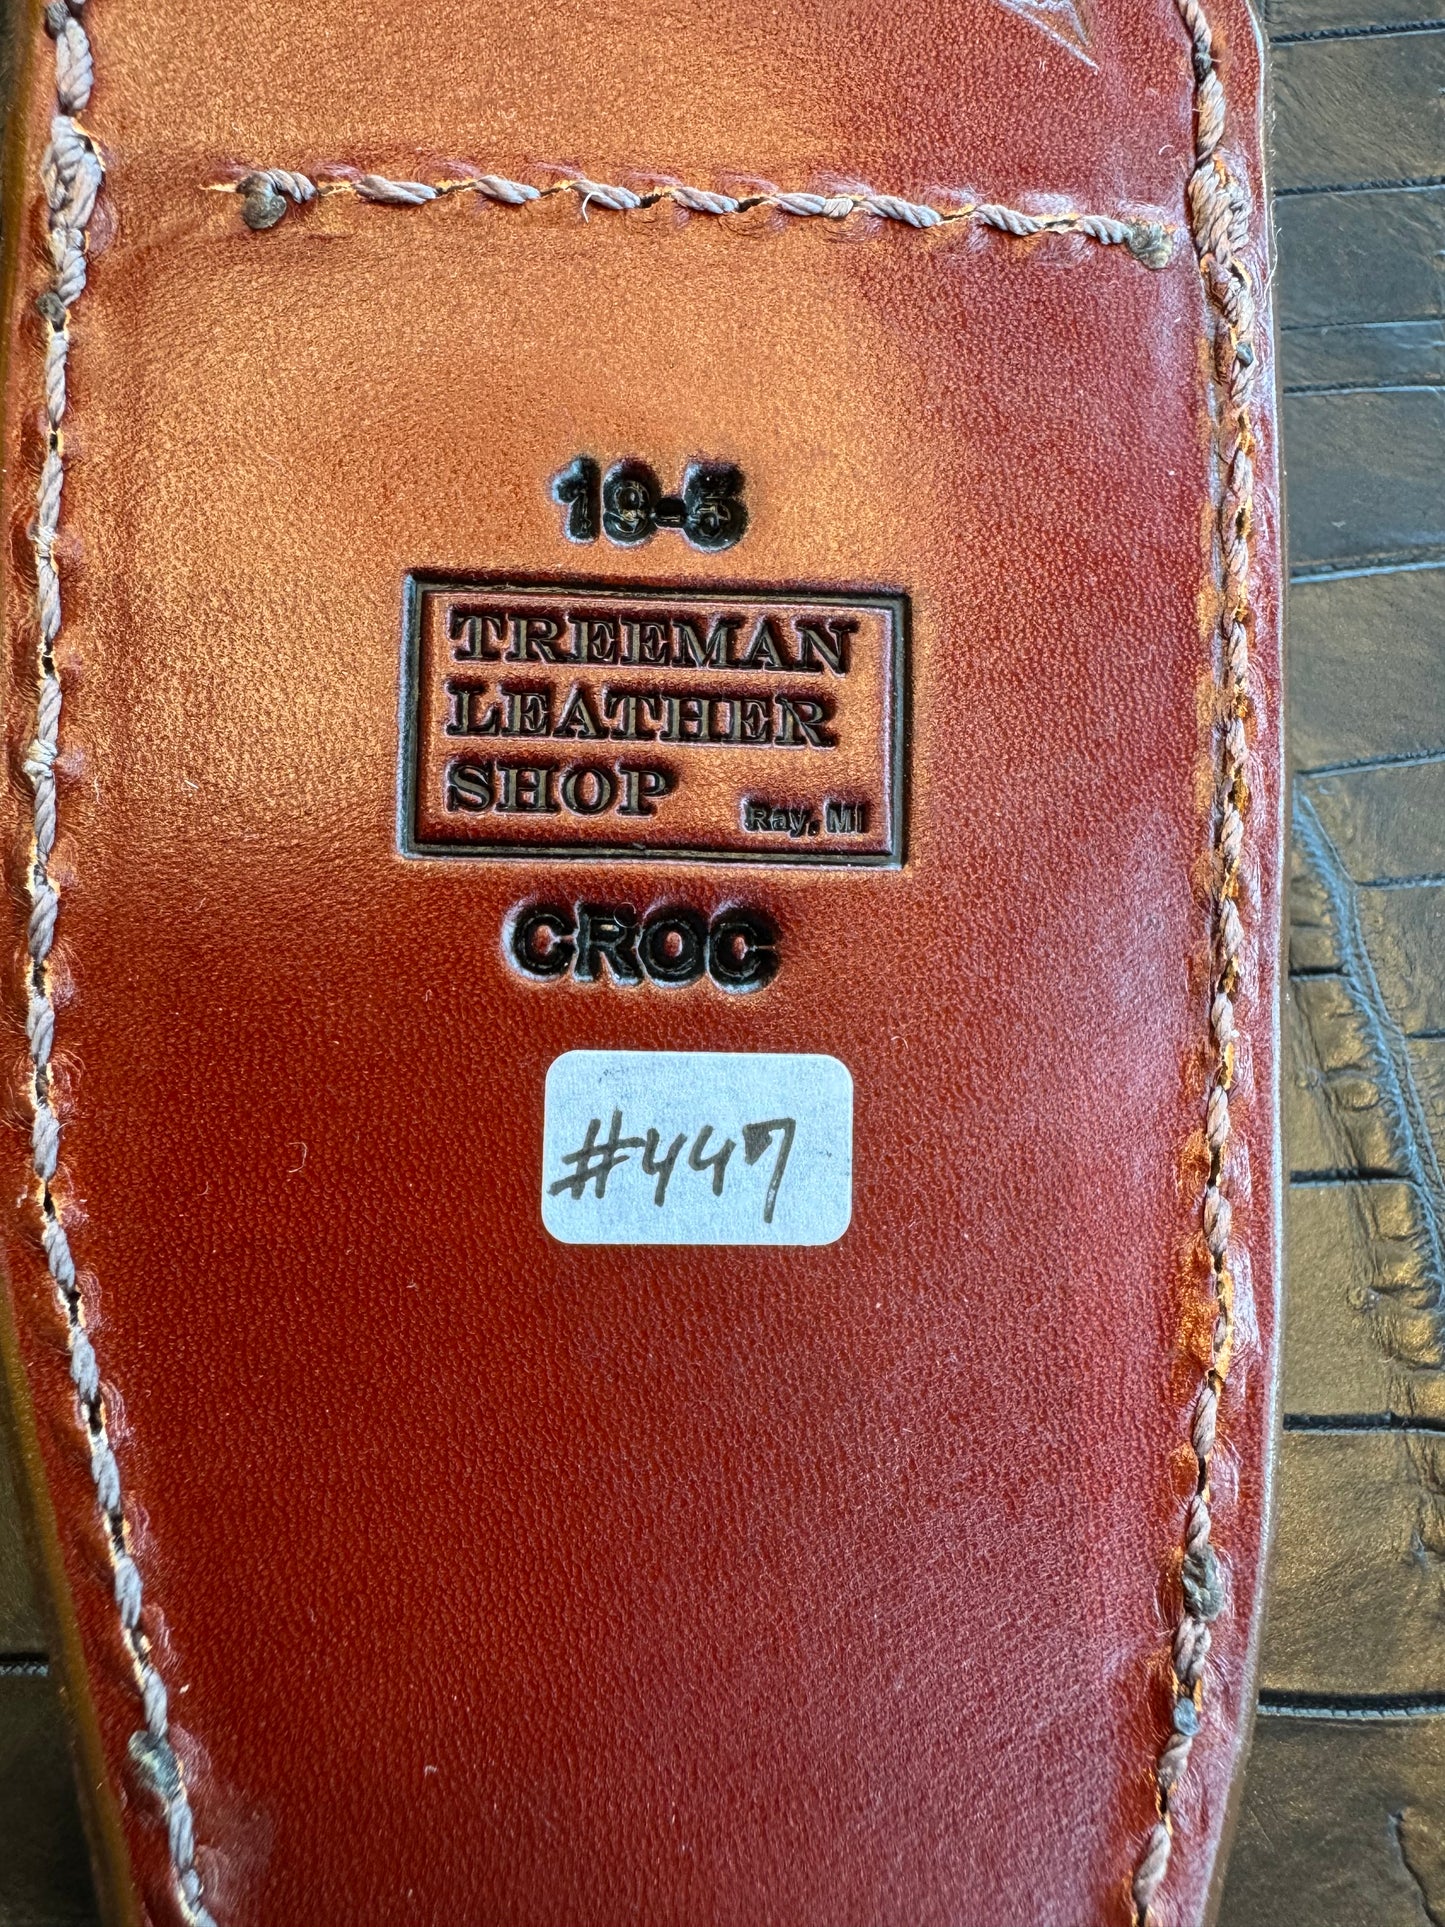 19-5
TREEMAN
LEATHER
SHOP
Ray, MI
CROC
#447